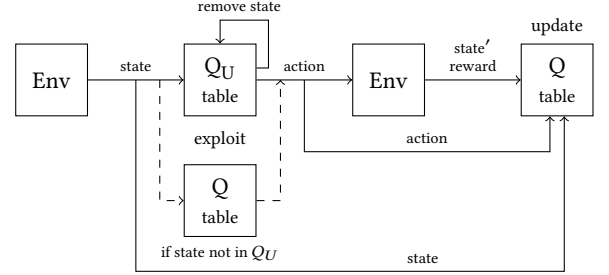 remove state
update
Env
state
Q_U
table
action
Env
state′
reward
Q
table
exploit
action
Q
table
if state not in Q_U
state